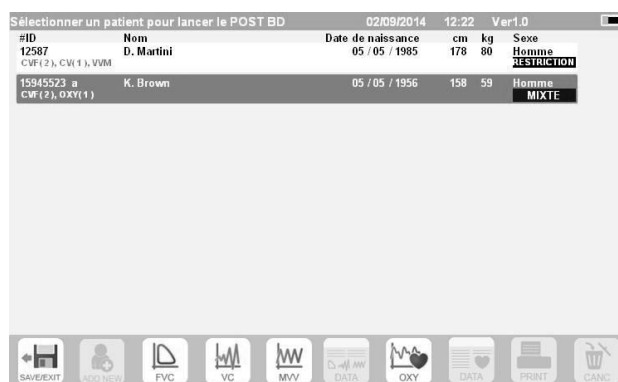 Sélectionner un patient pour lancer le POST BD 02/09/2014 12:22 Ver1.0
#ID Nom Date de naissance cm kg Sexe
12587 D. Martini 05 / 05 / 1985 178 80 Homme
CVF( 2 ), CV( 1 ), VVM RESTRICTION
15945523 a K. Brown 05 / 05 / 1956 158 59 Homme
CVF( 2 ), OXY( 1 ) MIXTE
SAVE/EXIT ADD NEW FVC VC MVV DATA OXY DATA PRINT CANC